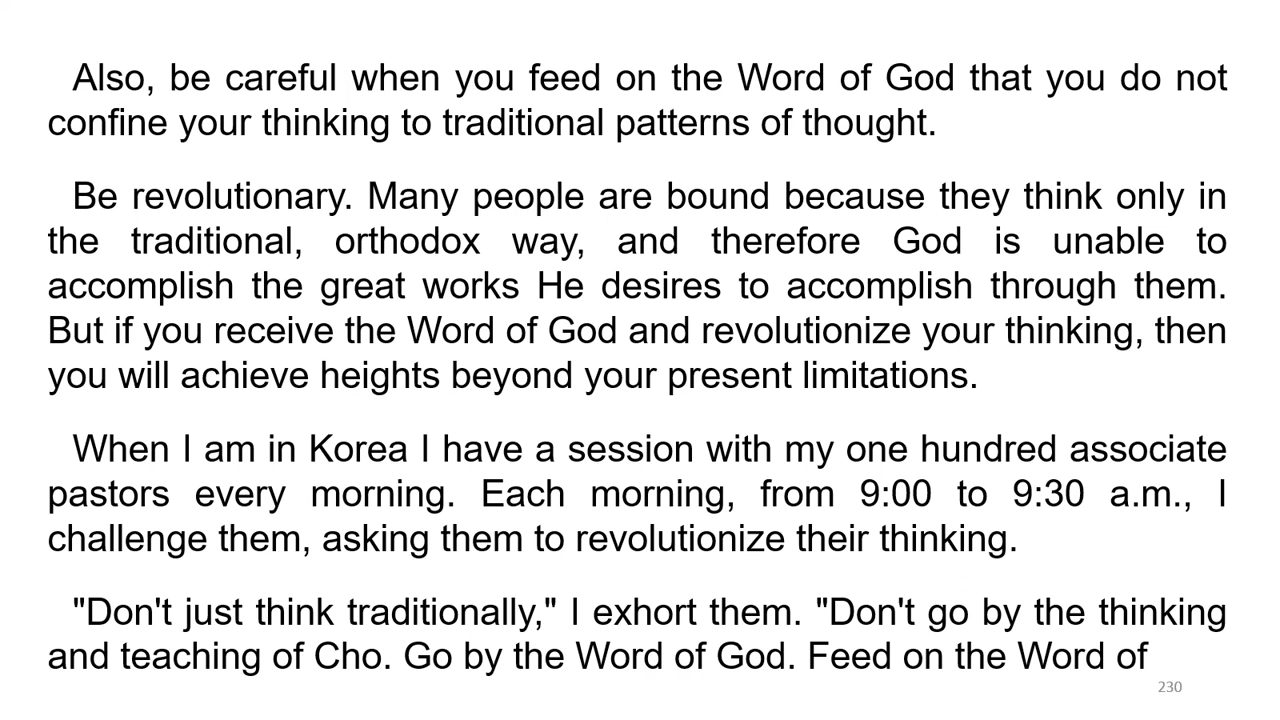 Also, be careful when you feed on the Word of God that you do not
confine your thinking to traditional patterns of thought.
Be revolutionary. Many people are bound because they think only in
the traditional, orthodox way, and therefore God is unable to
accomplish the great works He desires to accomplish through them.
But if you receive the Word of God and revolutionize your thinking, then
you will achieve heights beyond your present limitations.
When I am in Korea I have a session with my one hundred associate
pastors every morning. Each morning, from 9:00 to 9:30 a.m., I
challenge them, asking them to revolutionize their thinking.
"Don't just think traditionally," I exhort them. "Don't go by the thinking
and teaching of Cho. Go by the Word of God. Feed on the Word of
230